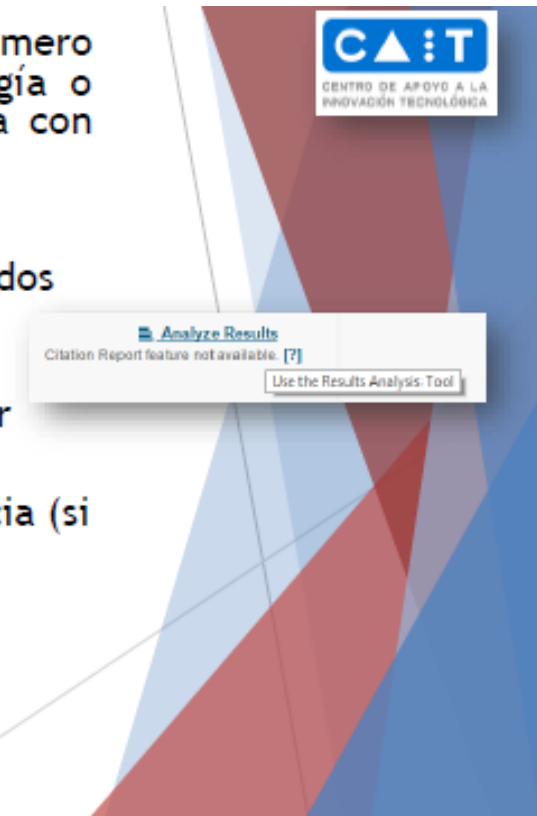 CAIT
CENTRO DE APOYO A LA
INNOVACIÓN TECNOLÓGICA
mero
gía o
a con
dos
Analyze Results
Citation Report feature not available. [?]
Use the Results Analysis Tool
r
cia (si